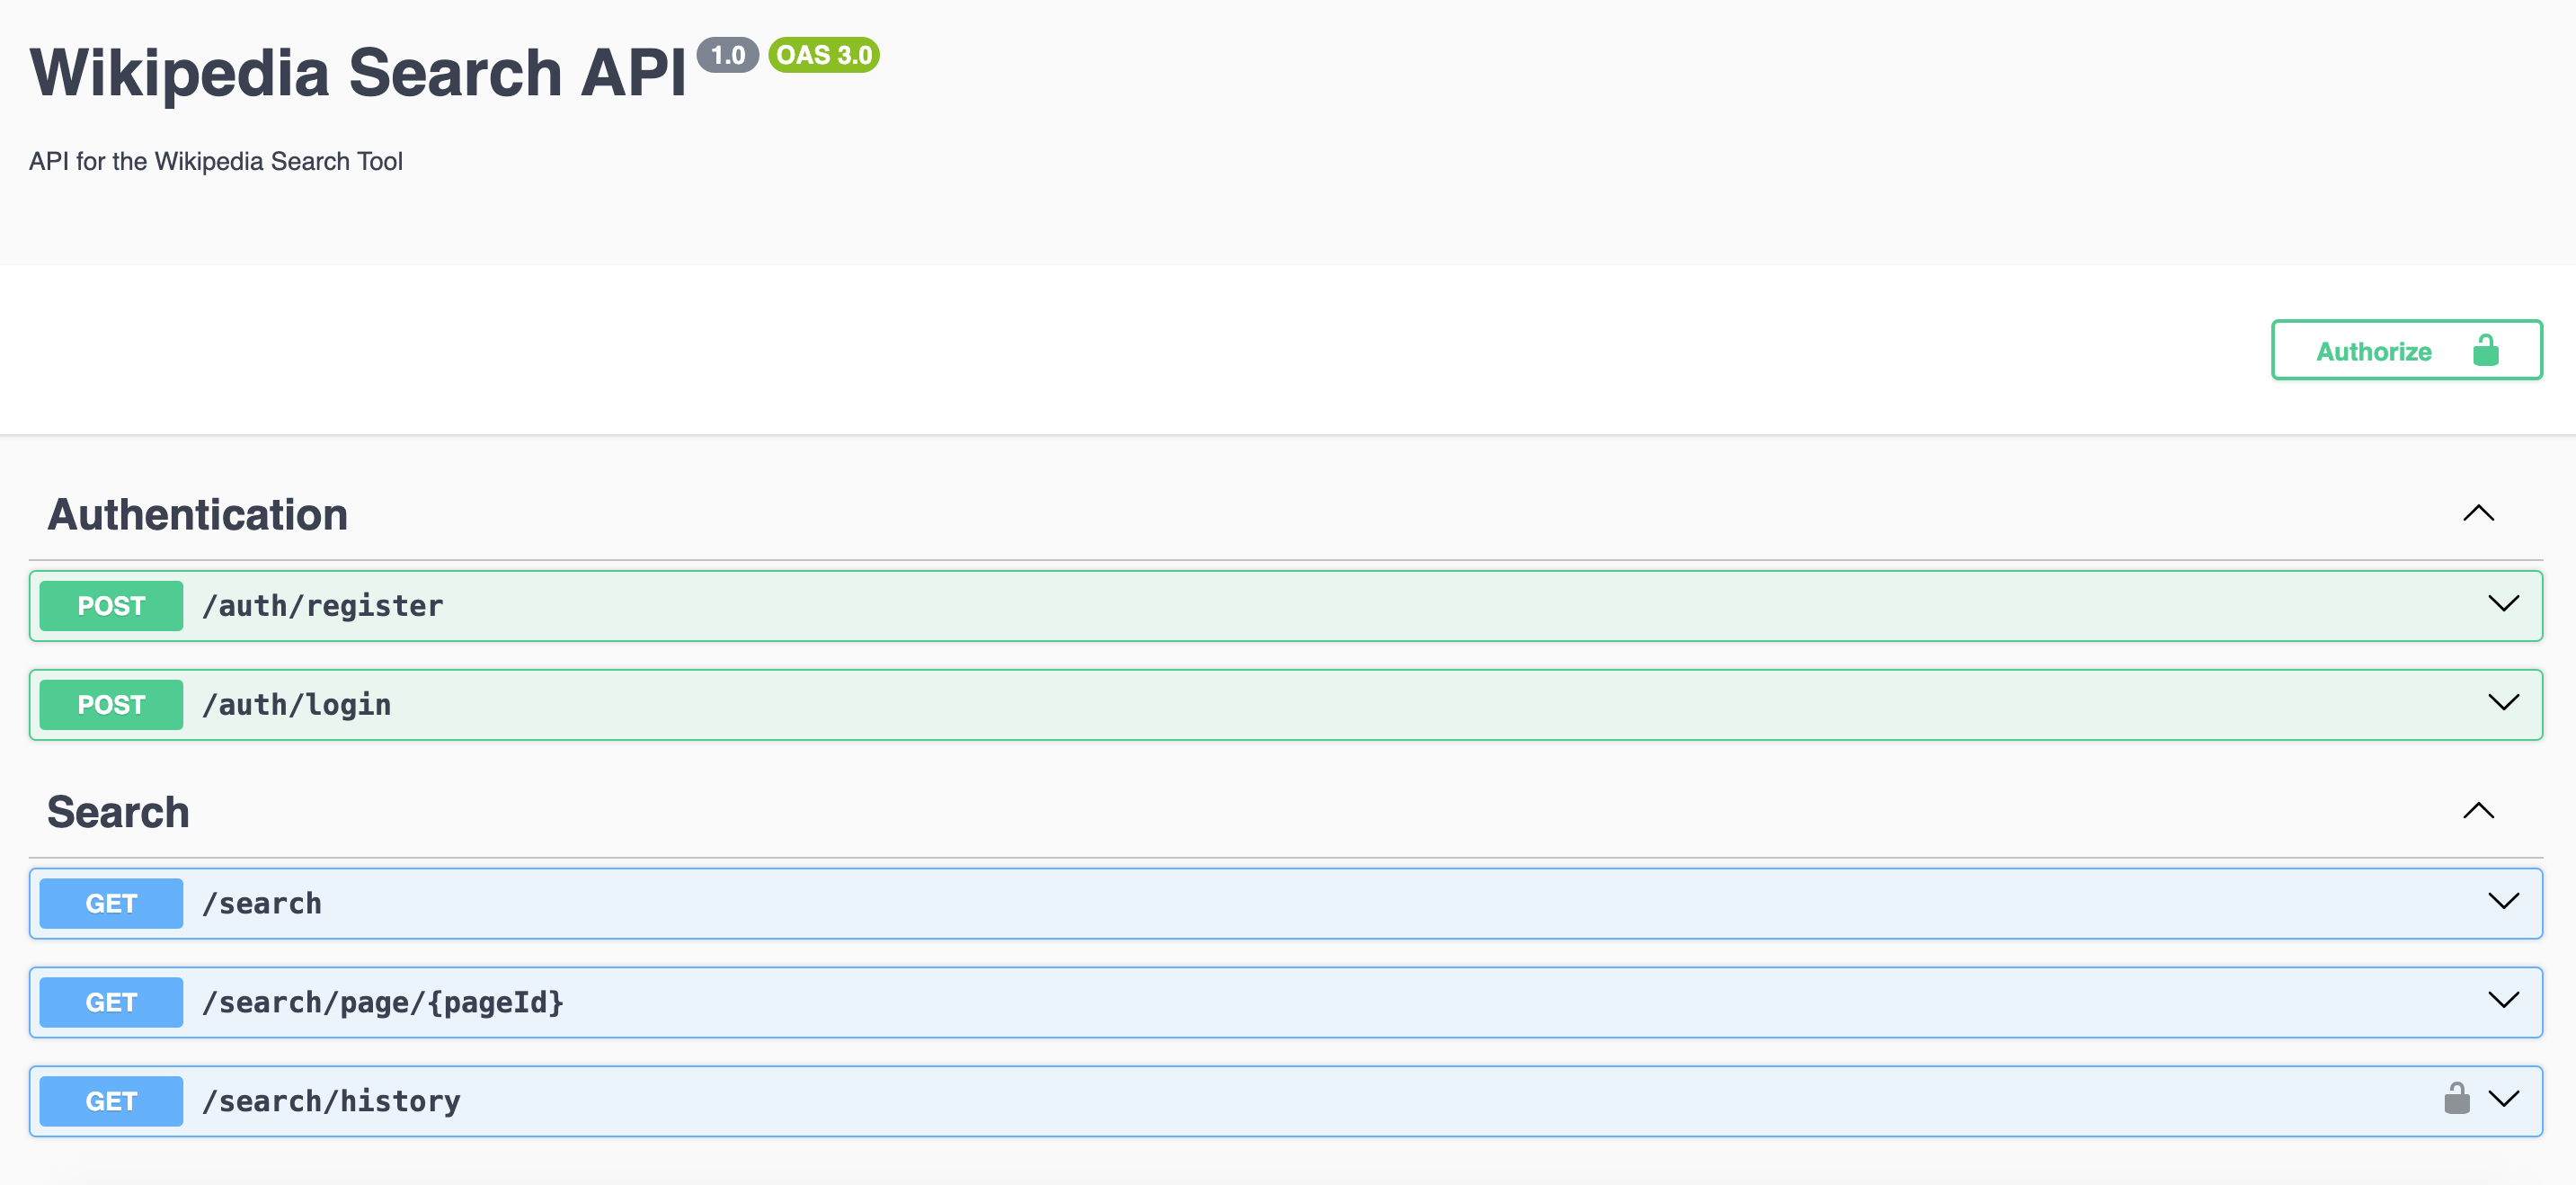 Wikipedia Search API 1.0 OAS 3.0
API for the Wikipedia Search Tool
Authorize
Authentication
POST /auth/register
POST /auth/login
Search
GET /search
GET /search/page/{pageId}
GET /search/history